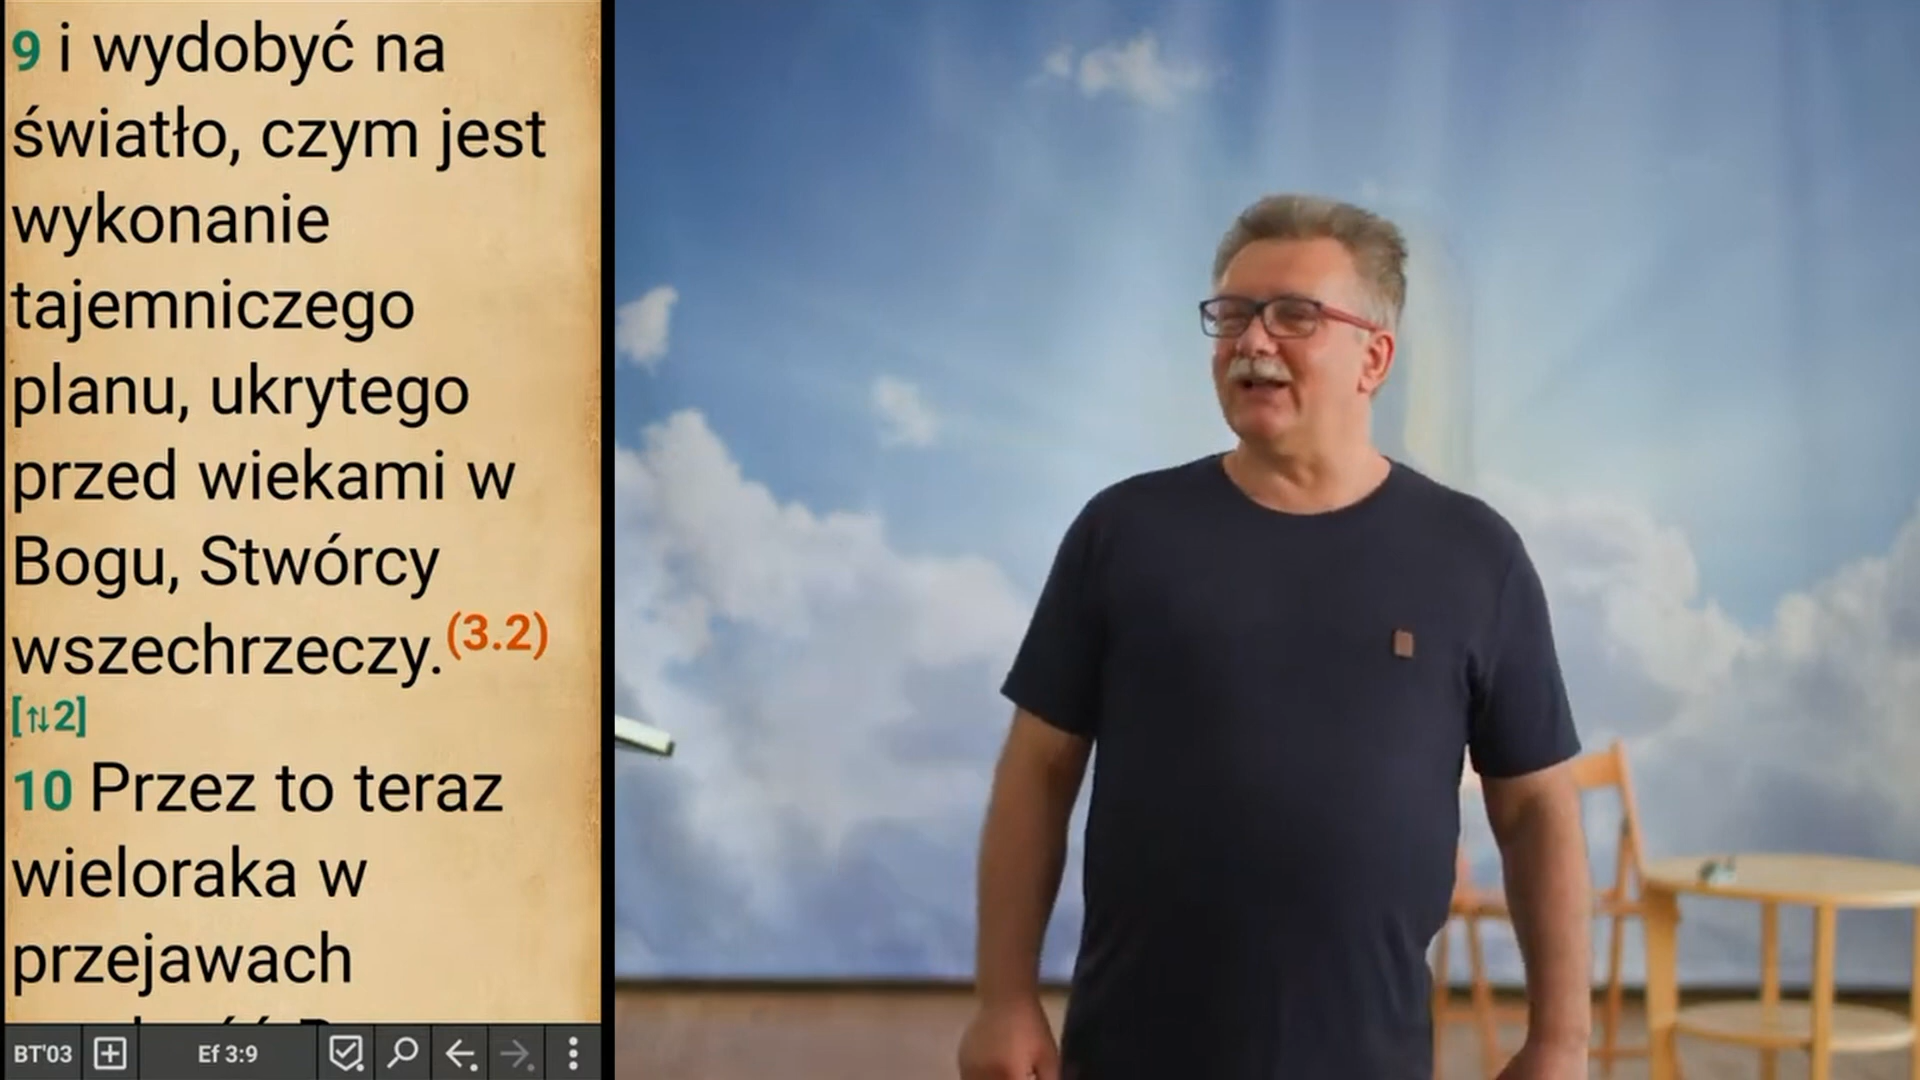 9 i wydobyć na
światło, czym jest
wykonanie
tajemniczego
planu, ukrytego
przed wiekami w
Bogu, Stwórcy
wszechrzeczy.(3.2)
[⇅2]
10 Przez to teraz
wieloraka w
przejawach
BT'03
Ef 3:9